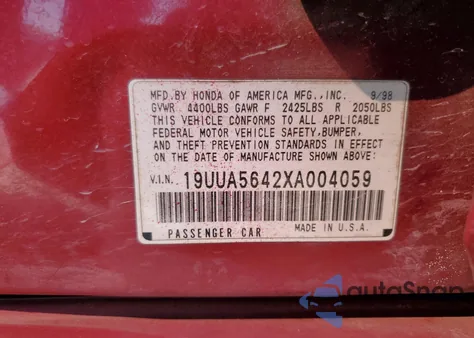 MFD.BY HONDA OF AMERICA MFG.,INC. 9/98
GVWR 4400LBS GAWR F 2425LBS R 2050LBS
THIS VEHICLE CONFORMS TO ALL APPLICABLE
FEDERAL MOTOR VEHICLE SAFETY,BUMPER,
AND THEFT PREVENTION STANDARDS IN EFFECT
ON THE DATE OF MANUFACTURE SHOWN ABOVE:
V.I.N. 19UUA5642XA004059
PASSENGER CAR MADE IN U.S.A.
autoSnap